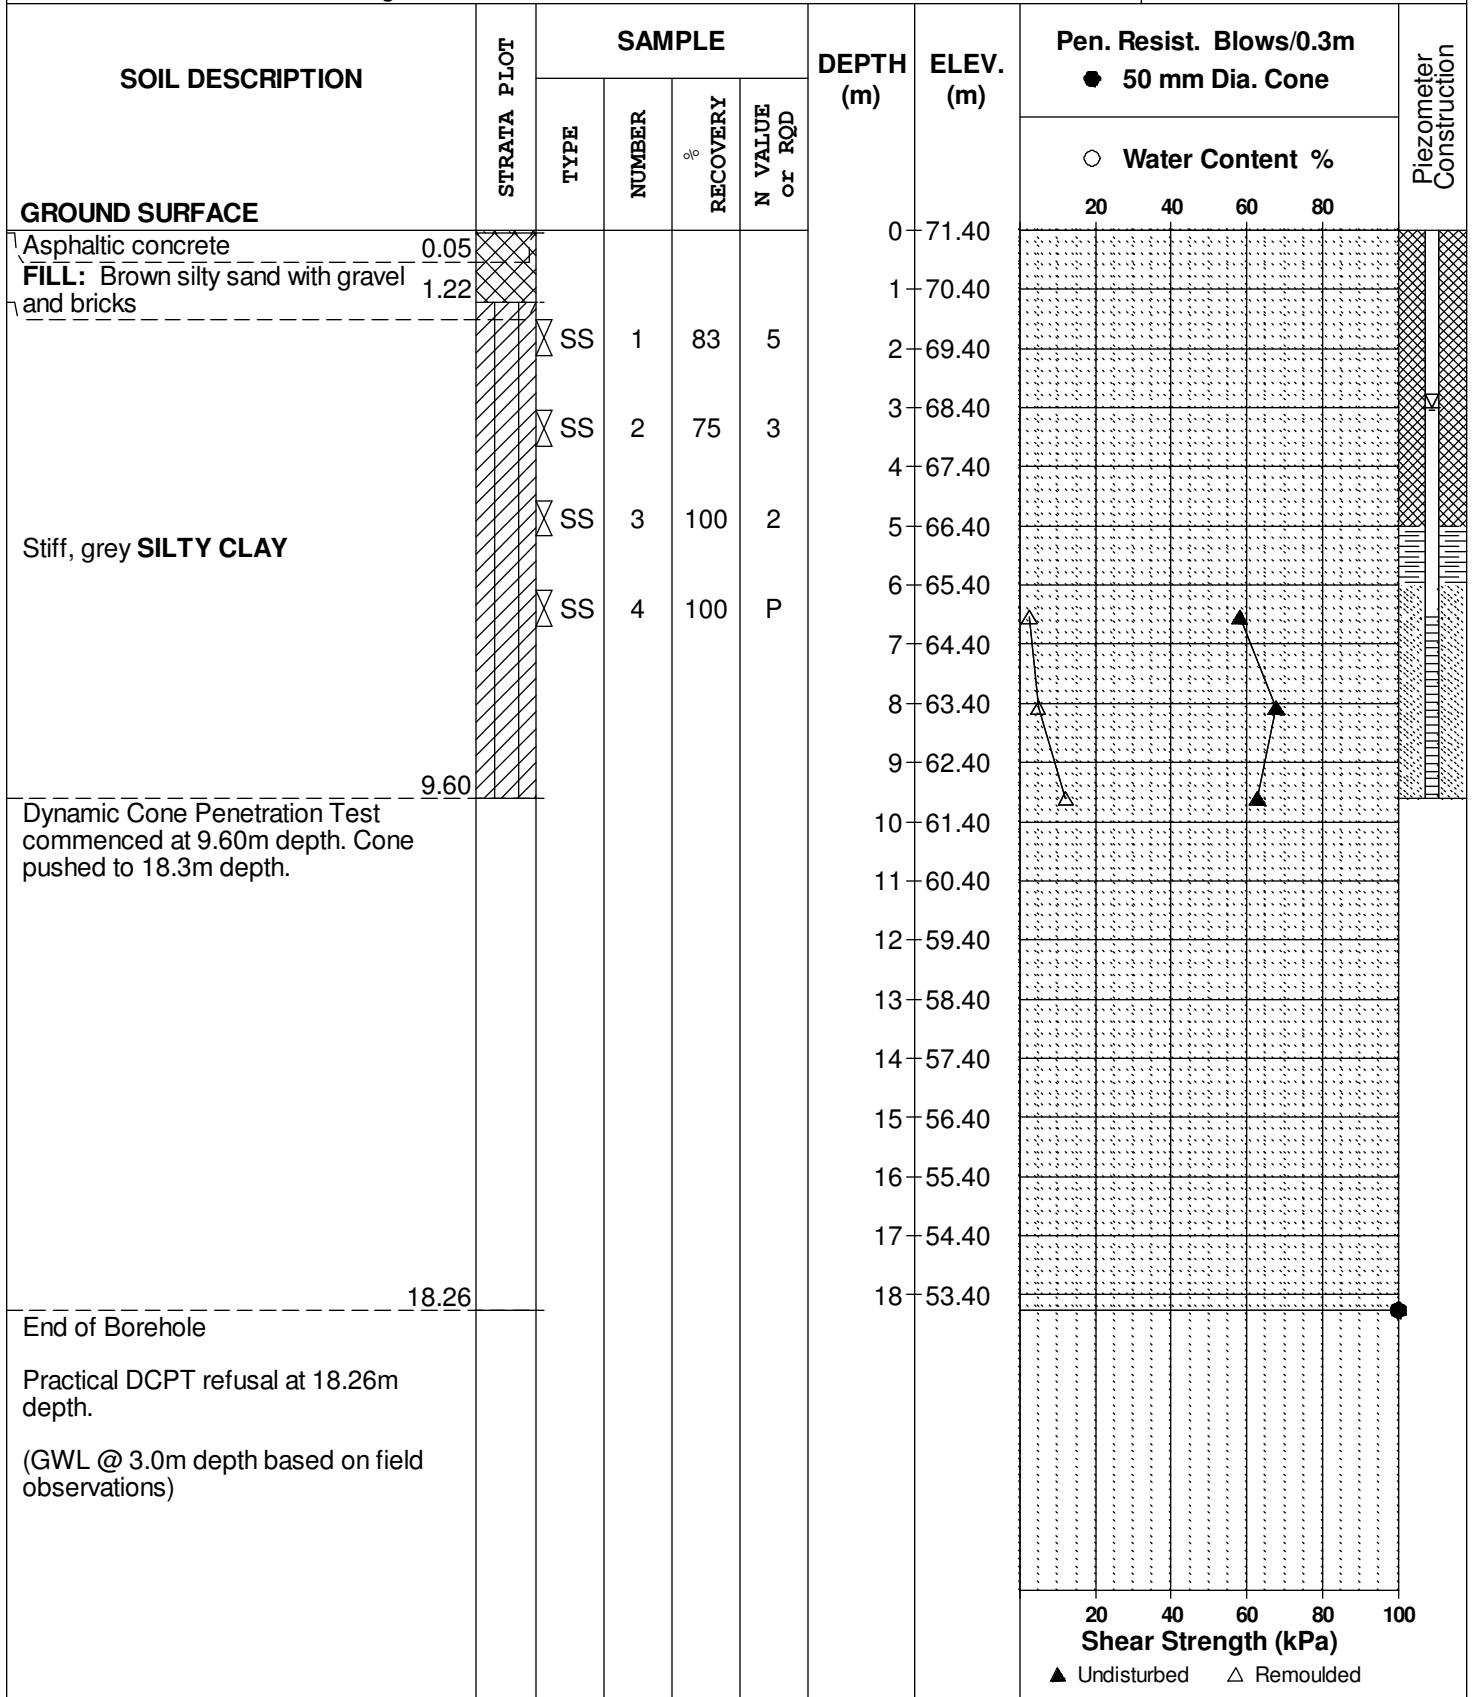 SOIL DESCRIPTION
GROUND SURFACE
STRATA PLOT
SAMPLE
TYPE
NUMBER
% RECOVERY
N VALUE or RQD
DEPTH (m)
ELEV. (m)
Pen. Resist. Blows/0.3m
● 50 mm Dia. Cone
○ Water Content %
20 40 60 80
Piezometer Construction
Asphaltic concrete 0.05
FILL: Brown silty sand with gravel
and bricks 1.22
SS 1 83 5
SS 2 75 3
SS 3 100 2
Stiff, grey SILTY CLAY
SS 4 100 P
9.60
Dynamic Cone Penetration Test
commenced at 9.60m depth. Cone
pushed to 18.3m depth.
18.26
End of Borehole
Practical DCPT refusal at 18.26m
depth.
(GWL @ 3.0m depth based on field
observations)
0 71.40
1 70.40
2 69.40
3 68.40
4 67.40
5 66.40
6 65.40
7 64.40
8 63.40
9 62.40
10 61.40
11 60.40
12 59.40
13 58.40
14 57.40
15 56.40
16 55.40
17 54.40
18 53.40
20 40 60 80 100
Shear Strength (kPa)
▲ Undisturbed △ Remoulded